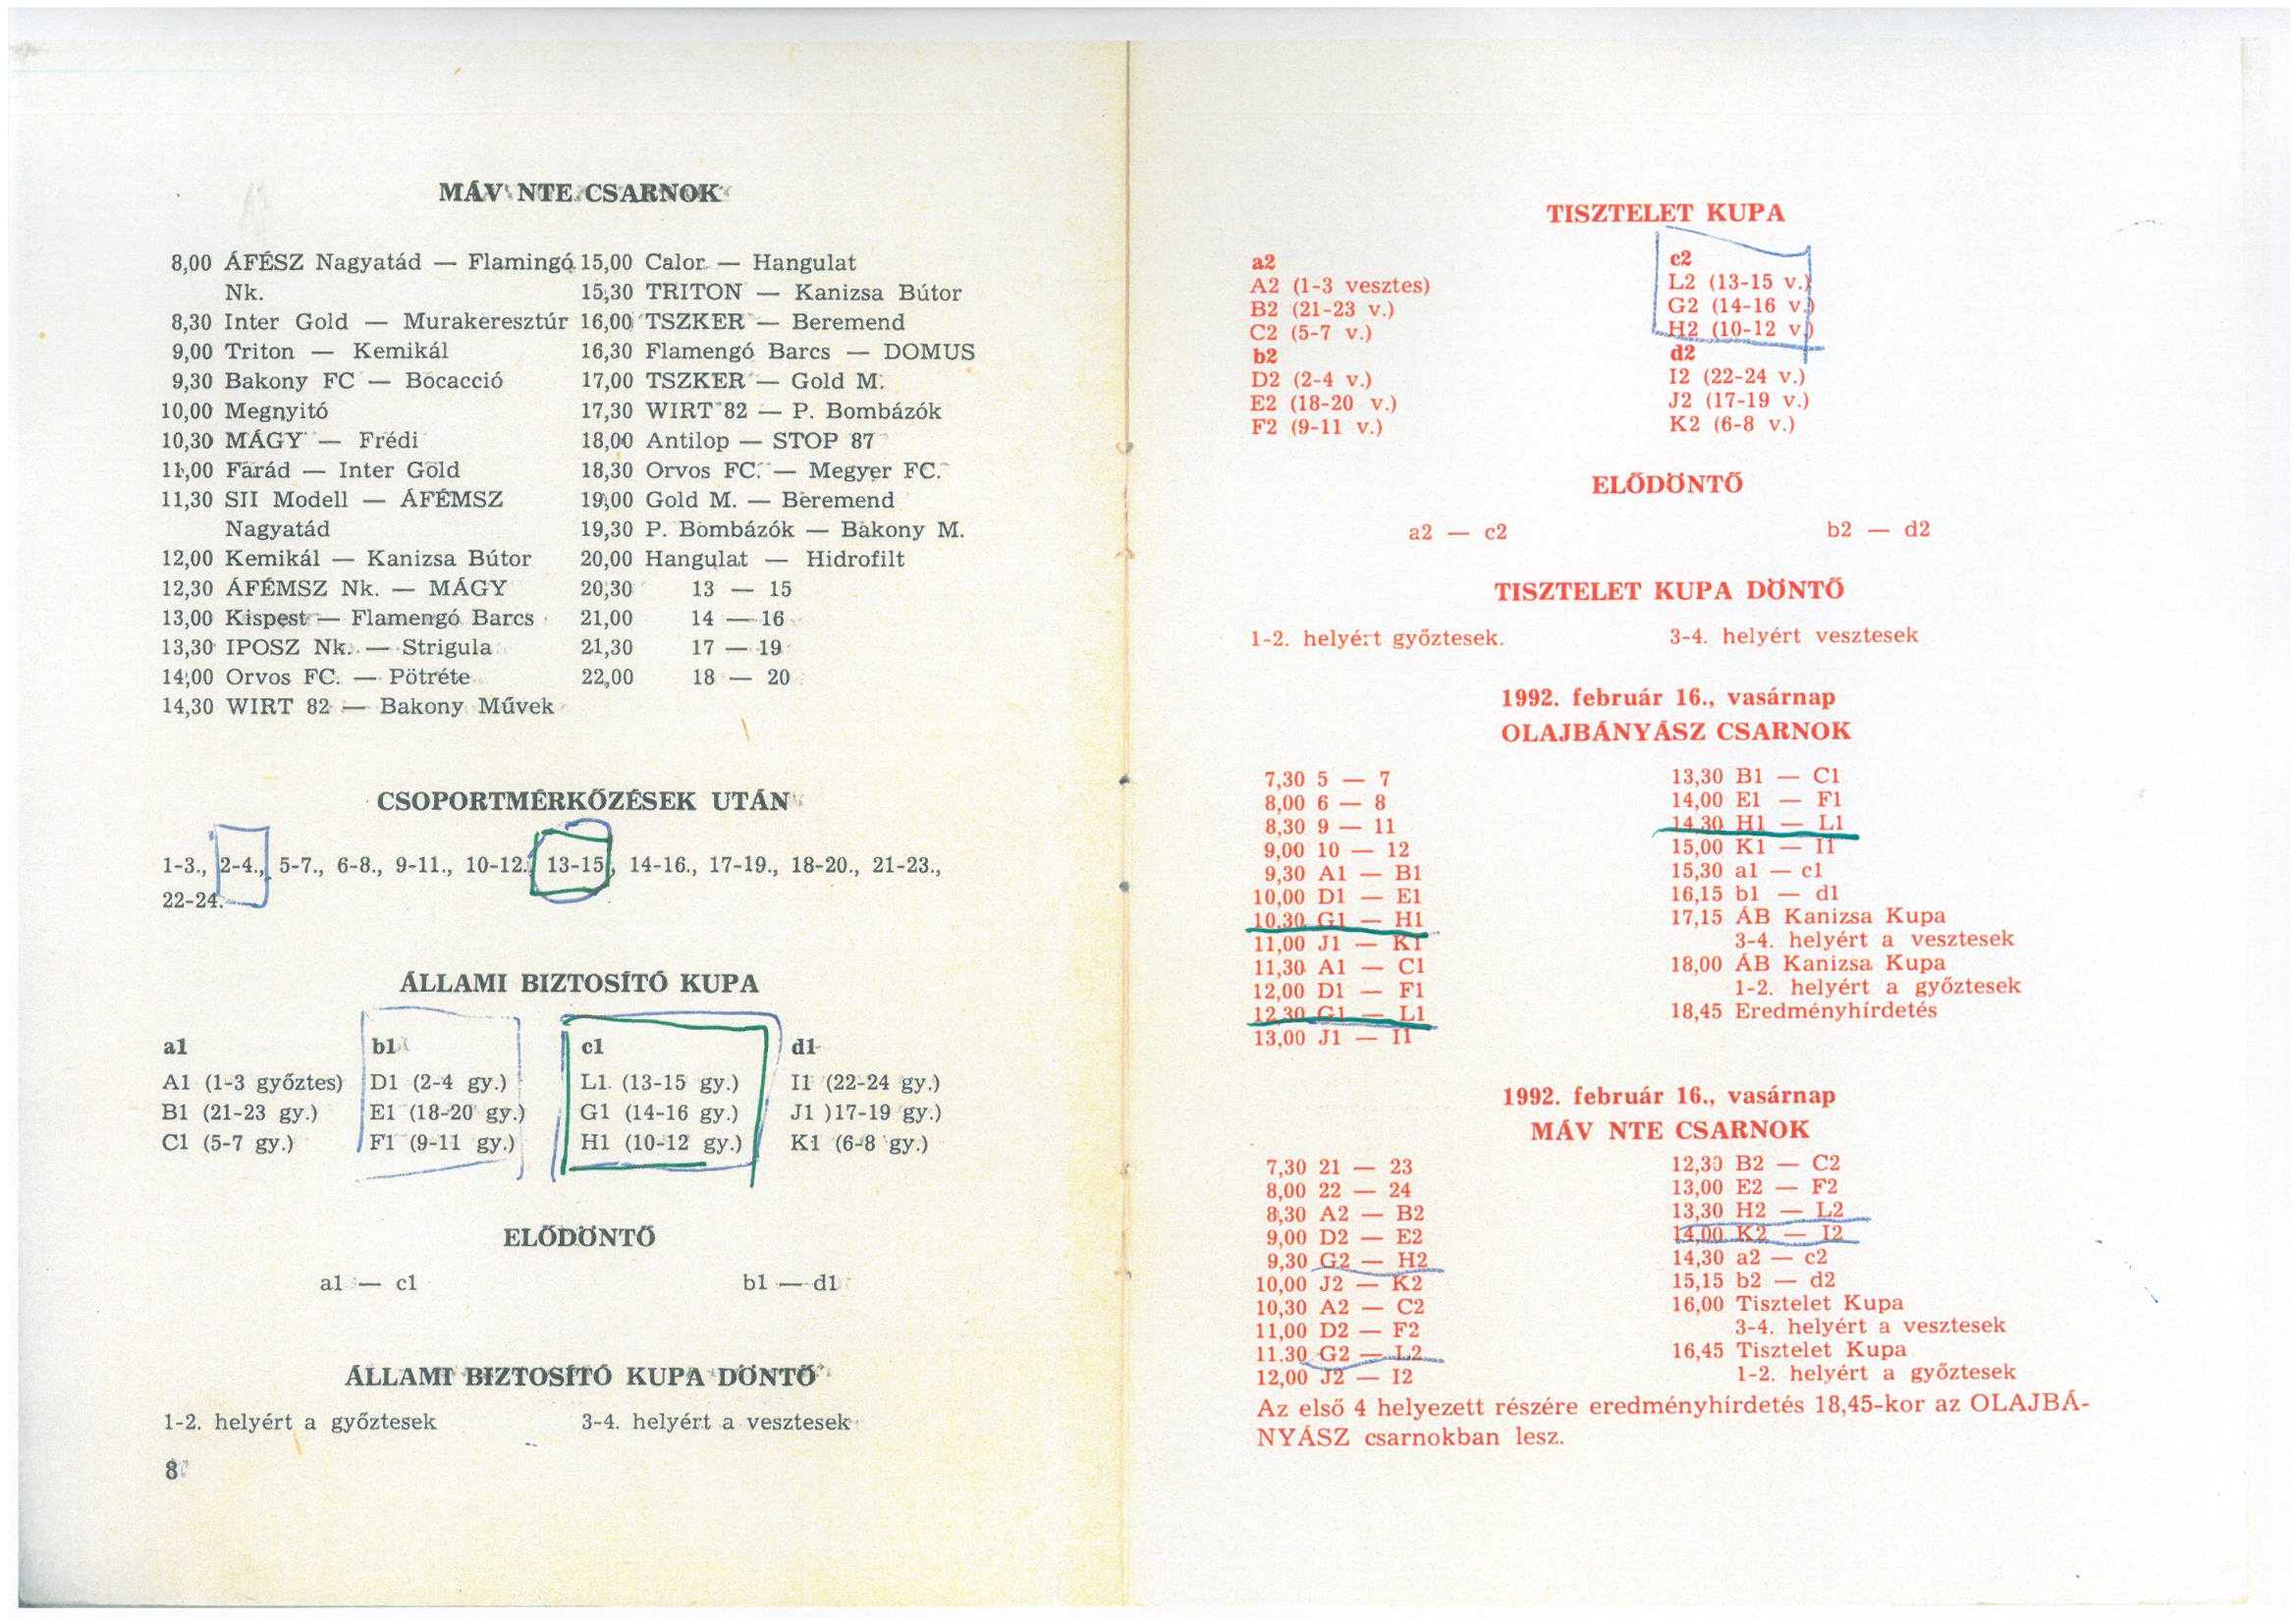 MÁV NTE CSARNOK
8,00 ÁFÉSZ Nagyatád — Flamingó Nk.
8,30 Inter Gold — Murakeresztúr
9,00 Triton — Kemikál
9,30 Bakony FC — Bocacció
10,00 Megnyitó
10,30 MÁGY — Frédi
11,00 Farád — Inter Gold
11,30 SII Modell — ÁFÉMSZ
Nagyatád
12,00 Kemikál — Kanizsa Bútor
12,30 ÁFÉMSZ Nk. — MÁGY
13,00 Kispest — Flamengó Barcs
13,30 IPOSZ Nk. — Strigula
14,00 Orvos FC. — Pötréte
14,30 WIRT 82 — Bakony Művek
15,00 Calor — Hangulat
15,30 TRITON — Kanizsa Bútor
16,00 TSZKER — Beremend
16,30 Flamengó Barcs — DOMUS
17,00 TSZKER — Gold M.
17,30 WIRT 82 — P. Bombázók
18,00 Antilop — STOP 87
18,30 Orvos FC. — Megyer FC.
19,00 Gold M. — Beremend
19,30 P. Bombázók — Bakony M.
20,00 Hangulat — Hidrofilt
20,30 13 — 15
21,00 14 — 16
21,30 17 — 19
22,00 18 — 20
CSOPORTMÉRKŐZÉSEK UTÁN
1-3., 2-4., 5-7., 6-8., 9-11., 10-12., 13-15, 14-16., 17-19., 18-20., 21-23.,
22-24.
ÁLLAMI BIZTOSÍTÓ KUPA
a1
A1 (1-3 győztes)
B1 (21-23 gy.)
C1 (5-7 gy.)
b1
D1 (2-4 gy.)
E1 (18-20 gy.)
F1 (9-11 gy.)
c1
L1. (13-15 gy.)
G1 (14-16 gy.)
H1 (10-12 gy.)
d1
I1 (22-24 gy.)
J1 )17-19 gy.)
K1 (6-8 gy.)
ELŐDÖNTŐ
a1 — c1 b1 — d1
ÁLLAMI BIZTOSÍTÓ KUPA DÖNTŐ
1-2. helyért a győztesek 3-4. helyért a vesztesek
8
TISZTELET KUPA
a2
A2 (1-3 vesztes)
B2 (21-23 v.)
C2 (5-7 v.)
b2
D2 (2-4 v.)
E2 (18-20 v.)
F2 (9-11 v.)
c2
L2 (13-15 v.)
G2 (14-16 v.)
H2 (10-12 v.)
d2
I2 (22-24 v.)
J2 (17-19 v.)
K2 (6-8 v.)
ELŐDÖNTŐ
a2 — c2 b2 — d2
TISZTELET KUPA DÖNTŐ
1-2. helyért győztesek. 3-4. helyért vesztesek
1992. február 16., vasárnap
OLAJBÁNYÁSZ CSARNOK
7,30 5 — 7
8,00 6 — 8
8,30 9 — 11
9,00 10 — 12
9,30 A1 — B1
10,00 D1 — E1
10,30 G1 — H1
11,00 J1 — K1
11,30 A1 — C1
12,00 D1 — F1
12,30 G1 — L1
13,00 J1 — I1
13,30 B1 — C1
14,00 E1 — F1
14,30 H1 — L1
15,00 K1 — I1
15,30 a1 — c1
16,15 b1 — d1
17,15 ÁB Kanizsa Kupa
3-4. helyért a vesztesek
18,00 ÁB Kanizsa Kupa
1-2. helyért a győztesek
18,45 Eredményhírdetés
1992. február 16., vasárnap
MÁV NTE CSARNOK
7,30 21 — 23
8,00 22 — 24
8,30 A2 — B2
9,00 D2 — E2
9,30 G2 — H2
10,00 J2 — K2
10,30 A2 — C2
11,00 D2 — F2
11.30 G2 — L2
12,00 J2 — I2
12,30 B2 — C2
13,00 E2 — F2
13,30 H2 — L2
14,00 K2 — I2
14,30 a2 — c2
15,15 b2 — d2
16,00 Tisztelet Kupa
3-4. helyért a vesztesek
16,45 Tisztelet Kupa
1-2. helyért a győztesek
Az első 4 helyezett részére eredményhírdetés 18,45-kor az OLAJBÁ-
NYÁSZ csarnokban lesz.